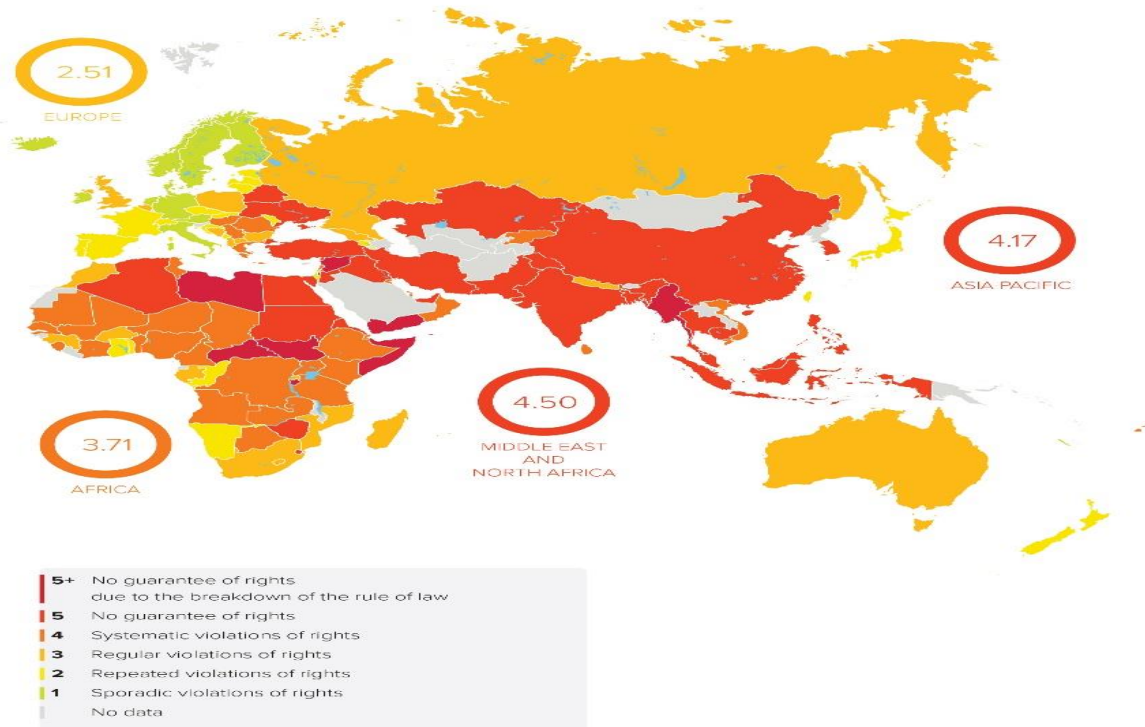 2.51
EUROPE
4.17
ASIA PACIFIC
4.50
MIDDLE EAST
AND
NORTH AFRICA
3.71
AFRICA
5+ No guarantee of rights
due to the breakdown of the rule of law
5 No guarantee of rights
4 Systematic violations of rights
3 Regular violations of rights
2 Repeated violations of rights
1 Sporadic violations of rights
No data